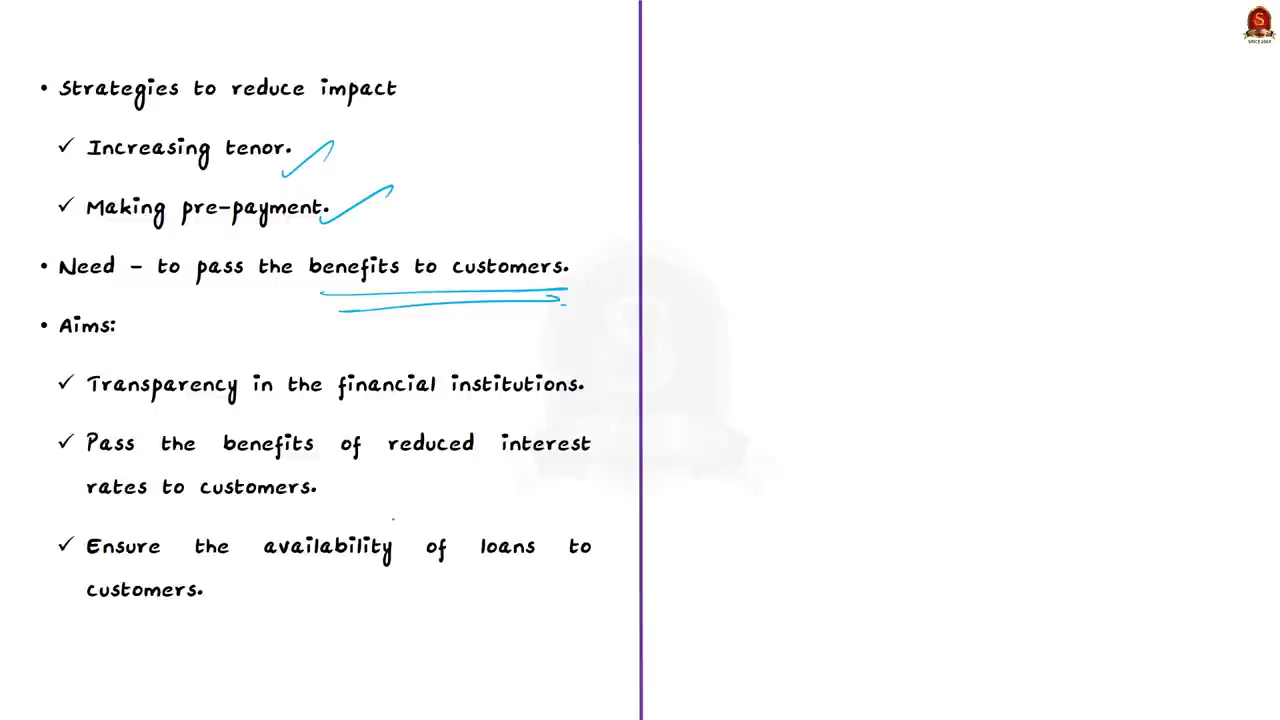 • Strategies to reduce impact
✓ Increasing tenor.
✓ Making pre-payment.
• Need – to pass the benefits to customers.
• Aims:
✓ Transparency in the financial institutions.
✓ Pass the benefits of reduced interest
rates to customers.
✓ Ensure the availability of loans to
customers.
S
SINCE 2004